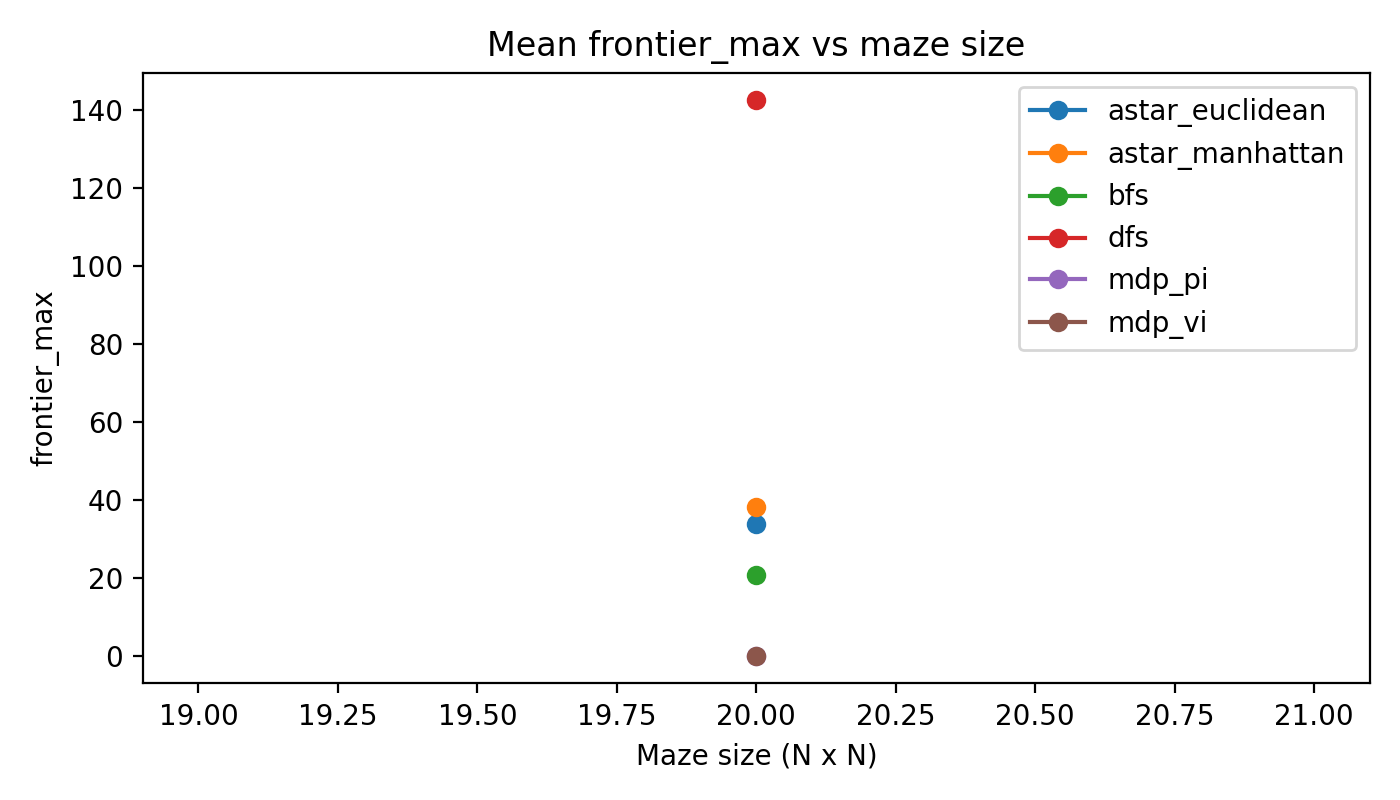 Mean frontier_max vs maze size
astar_euclidean
astar_manhattan
bfs
dfs
mdp_pi
mdp_vi
frontier_max
140
120
100
80
60
40
20
0
19.00 19.25 19.50 19.75 20.00 20.25 20.50 20.75 21.00
Maze size (N x N)